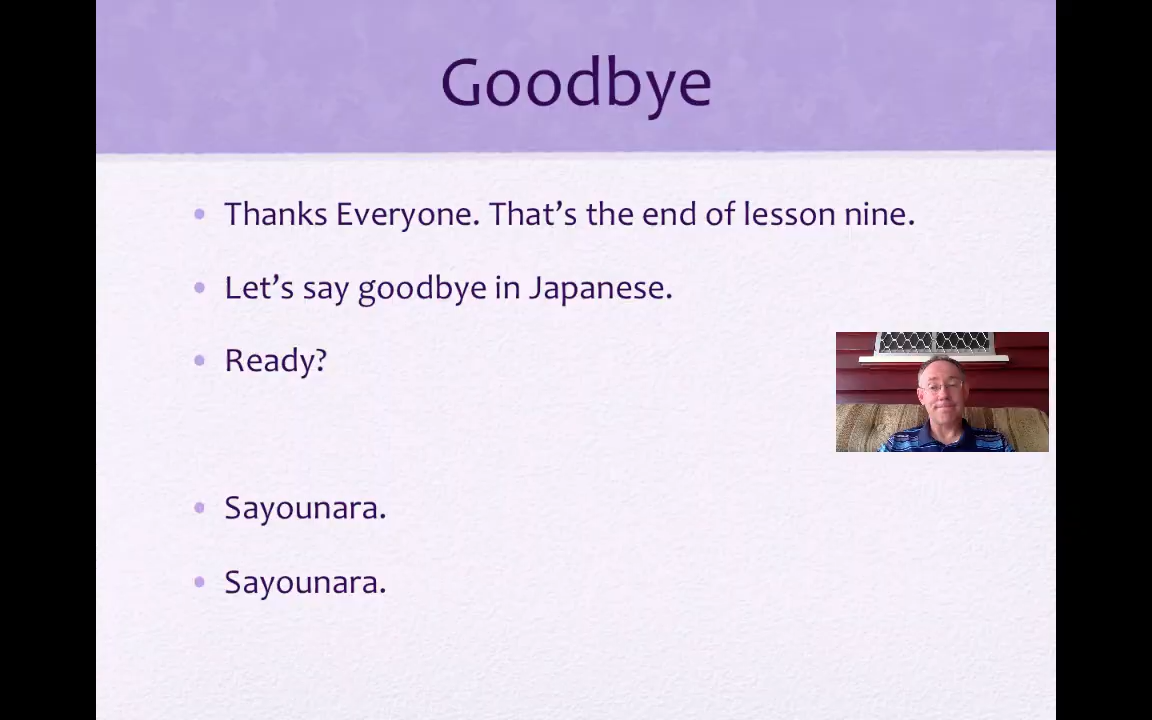 Goodbye
Thanks Everyone. That’s the end of lesson nine.
Let’s say goodbye in Japanese.
Ready?
Sayounara.
Sayounara.